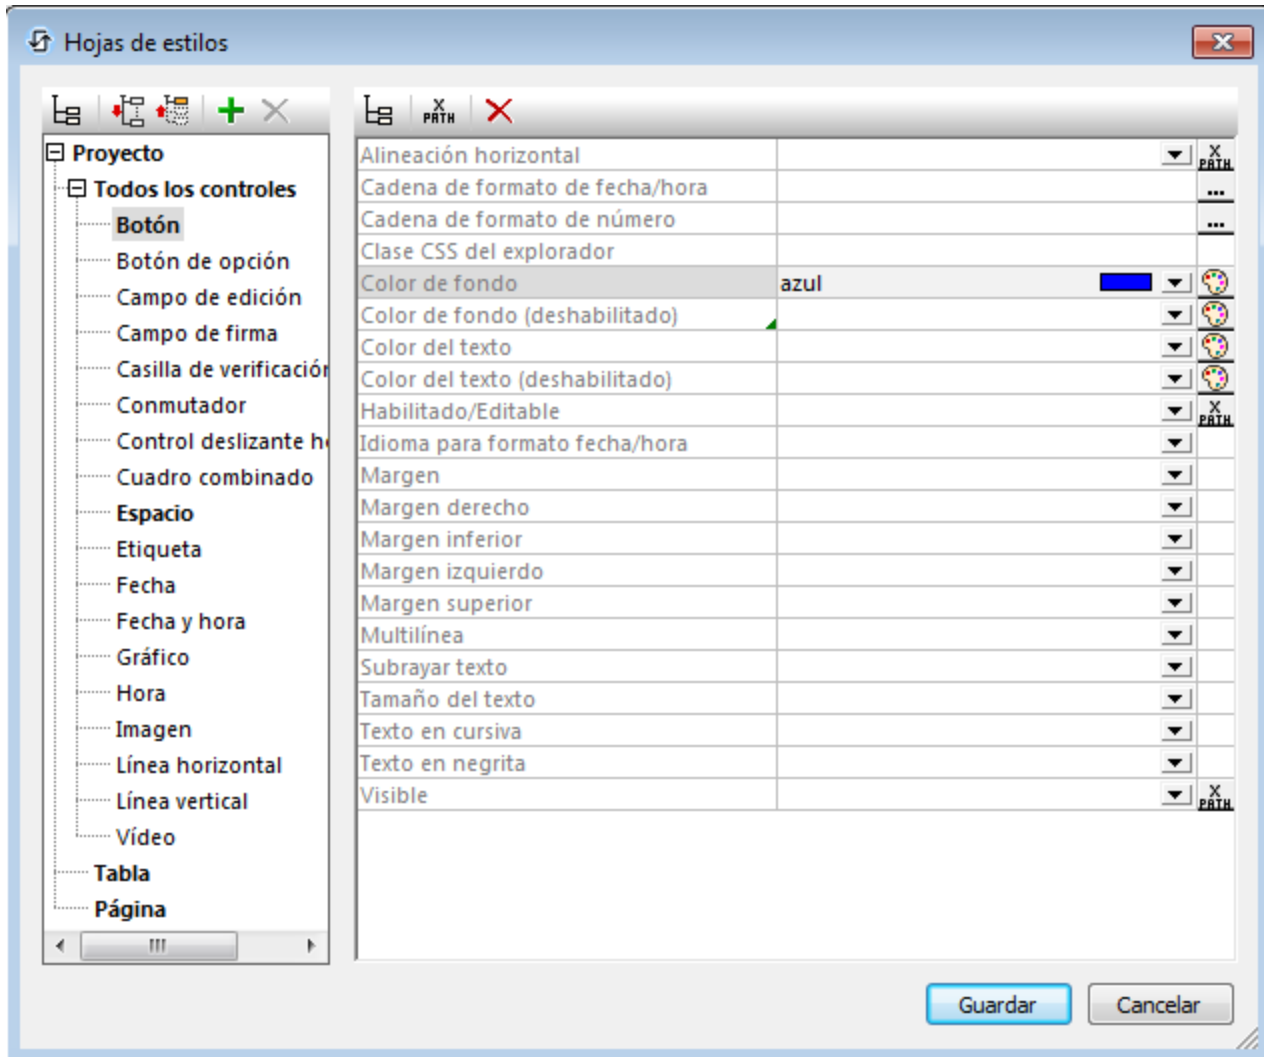 Hojas de estilos
X
PATH
Proyecto
Todos los controles
Botón
Botón de opción
Campo de edición
Campo de firma
Casilla de verificación
Conmutador
Control deslizante h
Cuadro combinado
Espacio
Etiqueta
Fecha
Fecha y hora
Gráfico
Hora
Imagen
Línea horizontal
Línea vertical
Vídeo
Tabla
Página
Alineación horizontal X PATH
Cadena de formato de fecha/hora ...
Cadena de formato de número ...
Clase CSS del explorador
Color de fondo azul
Color de fondo (deshabilitado)
Color del texto
Color del texto (deshabilitado)
Habilitado/Editable X PATH
Idioma para formato fecha/hora
Margen
Margen derecho
Margen inferior
Margen izquierdo
Margen superior
Multilínea
Subrayar texto
Tamaño del texto
Texto en cursiva
Texto en negrita
Visible X PATH
Guardar Cancelar